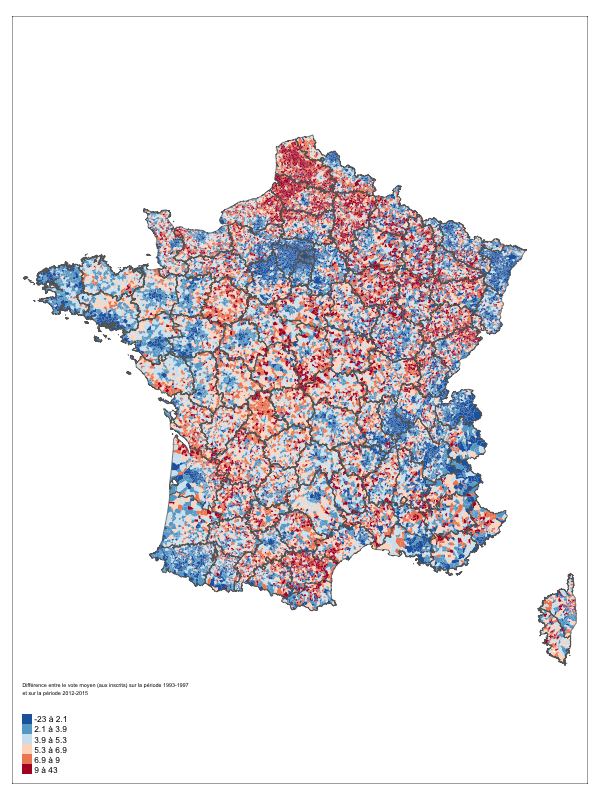 Différence entre le vote moyen (aux inscrits) sur la période 1993-1997
et sur la période 2012-2015
-23 à 2.1
2.1 à 3.9
3.9 à 5.3
5.3 à 6.9
6.9 à 9
9 à 43